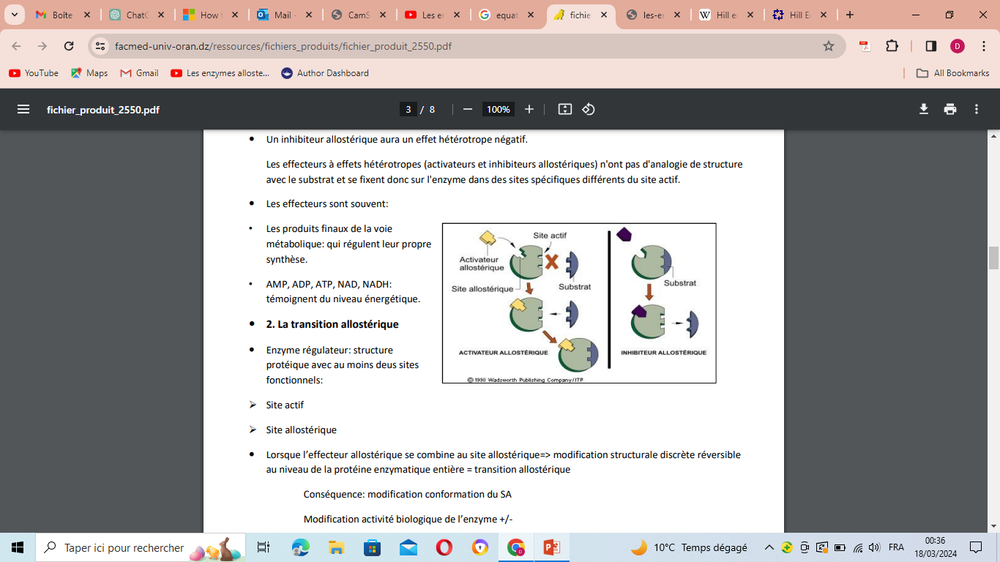 Boîte
ChatG
How t
Mail -
CamS
Les en
equat
fichie
les-en
Hill ec
Hill Ec
facmed-univ-oran.dz/ressources/fichiers_produits/fichier_produit_2550.pdf
YouTube
Maps
Gmail
Les enzymes alloste...
Author Dashboard
All Bookmarks
fichier_produit_2550.pdf
3 / 8
100%
• Un inhibiteur allostérique aura un effet hétérotrope négatif.
Les effecteurs à effets hétérotropes (activateurs et inhibiteurs allostériques) n'ont pas d'analogie de structure
avec le substrat et se fixent donc sur l'enzyme dans des sites spécifiques différents du site actif.
• Les effecteurs sont souvent:
• Les produits finaux de la voie
métabolique: qui régulent leur propre
synthèse.
• AMP, ADP, ATP, NAD, NADH:
témoignent du niveau énergétique.
• 2. La transition allostérique
• Enzyme régulateur: structure
protéique avec au moins deus sites
fonctionnels:
Site actif
Activateur
allostérique
Substrat
Site allostérique
ACTIVATEUR ALLOSTÉRIQUE
Substrat
INHIBITEUR ALLOSTÉRIQUE
© 1998 Wadsworth Publishing Company/ITP
➢ Site actif
➢ Site allostérique
• Lorsque l’effecteur allostérique se combine au site allostérique=> modification structurale discrète réversible
au niveau de la protéine enzymatique entière = transition allostérique
Conséquence: modification conformation du SA
Modification activité biologique de l’enzyme +/-
Taper ici pour rechercher
10°C Temps dégagé
FRA
00:36
18/03/2024